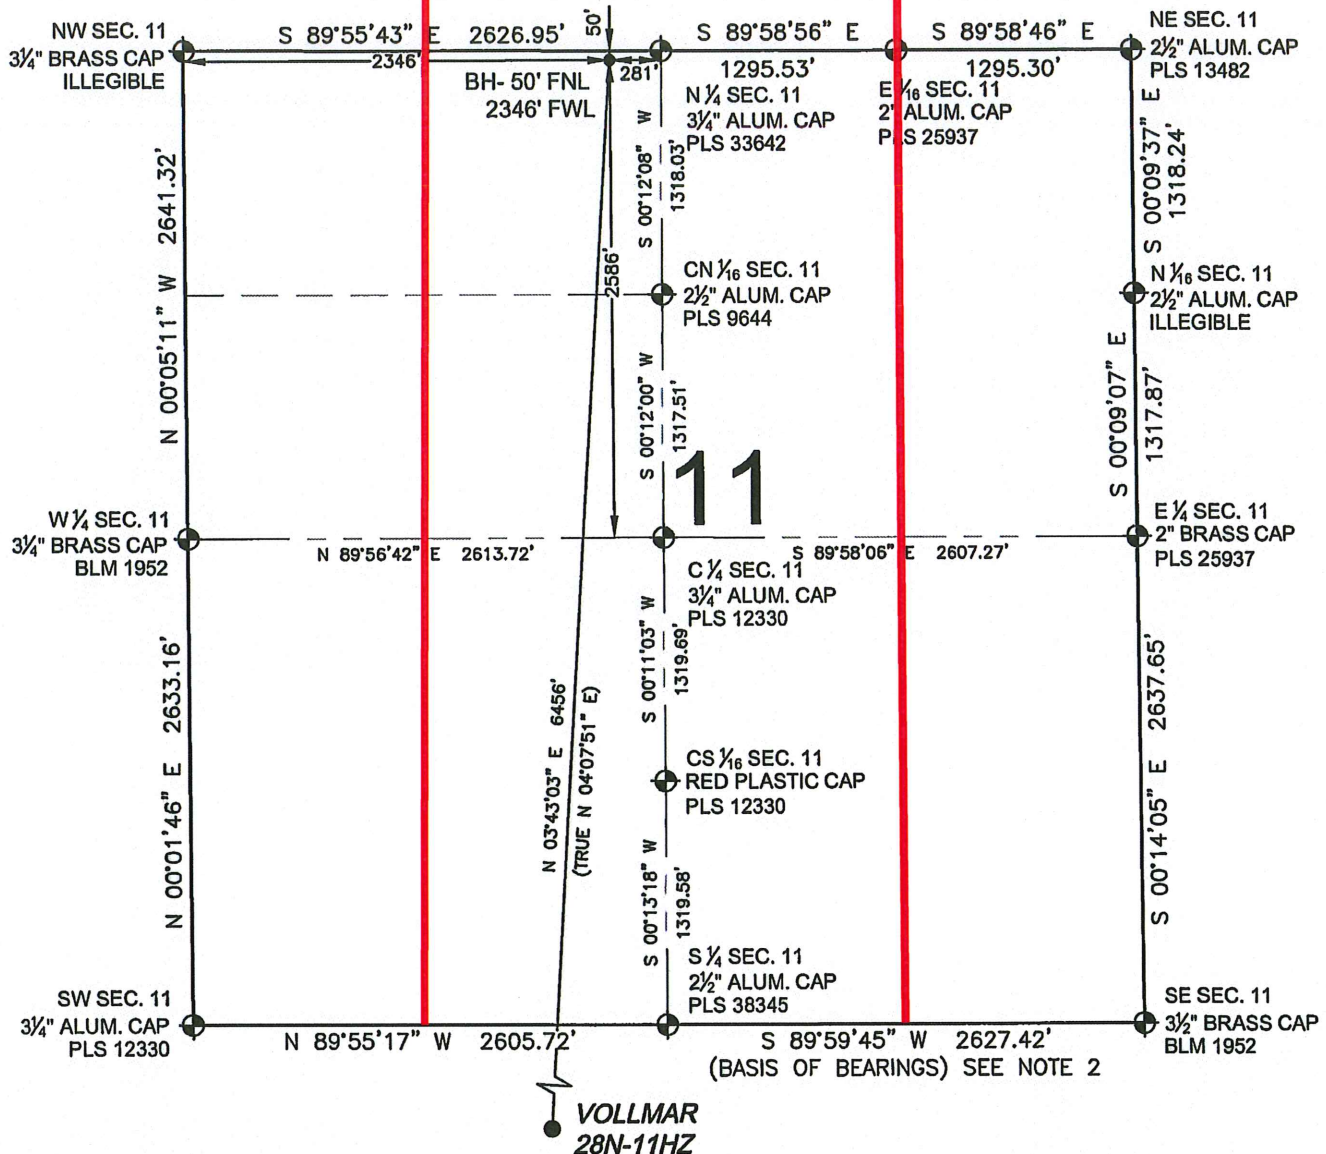 NW SEC. 11
3¼" BRASS CAP
ILLEGIBLE
S 89°55'43" E 2626.95'
50'
S 89°58'56" E
1295.53'
S 89°58'46" E
1295.30'
NE SEC. 11
2½" ALUM. CAP
PLS 13482
2346'
281'
BH- 50' FNL
2346' FWL
N ¼ SEC. 11
3¼" ALUM. CAP
PLS 33642
E 1/16 SEC. 11
2" ALUM. CAP
PLS 25937
N 00°05'11" W 2641.32'
S 00°12'08" W
1318.03'
S 00°09'37" E
1318.24'
2586'
CN 1/16 SEC. 11
2½" ALUM. CAP
PLS 9644
N 1/16 SEC. 11
2½" ALUM. CAP
ILLEGIBLE
S 00°12'00" W
1317.51'
S 00°09'07" E
1317.87'
11
W ¼ SEC. 11
3¼" BRASS CAP
BLM 1952
N 89°56'42" E 2613.72'
S 89°58'06" E 2607.27'
E ¼ SEC. 11
2" BRASS CAP
PLS 25937
C ¼ SEC. 11
3¼" ALUM. CAP
PLS 12330
N 00°01'46" E 2633.16'
N 03°43'03" E 6456'
(TRUE N 04°07'51" E)
S 00°11'03" W
1319.69'
S 00°14'05" E 2637.65'
CS 1/16 SEC. 11
RED PLASTIC CAP
PLS 12330
S 00°13'18" W
1319.58'
S ¼ SEC. 11
2½" ALUM. CAP
PLS 38345
SW SEC. 11
3¼" ALUM. CAP
PLS 12330
SE SEC. 11
3½" BRASS CAP
BLM 1952
N 89°55'17" W 2605.72'
S 89°59'45" W 2627.42'
(BASIS OF BEARINGS) SEE NOTE 2
VOLLMAR
28N-11HZ